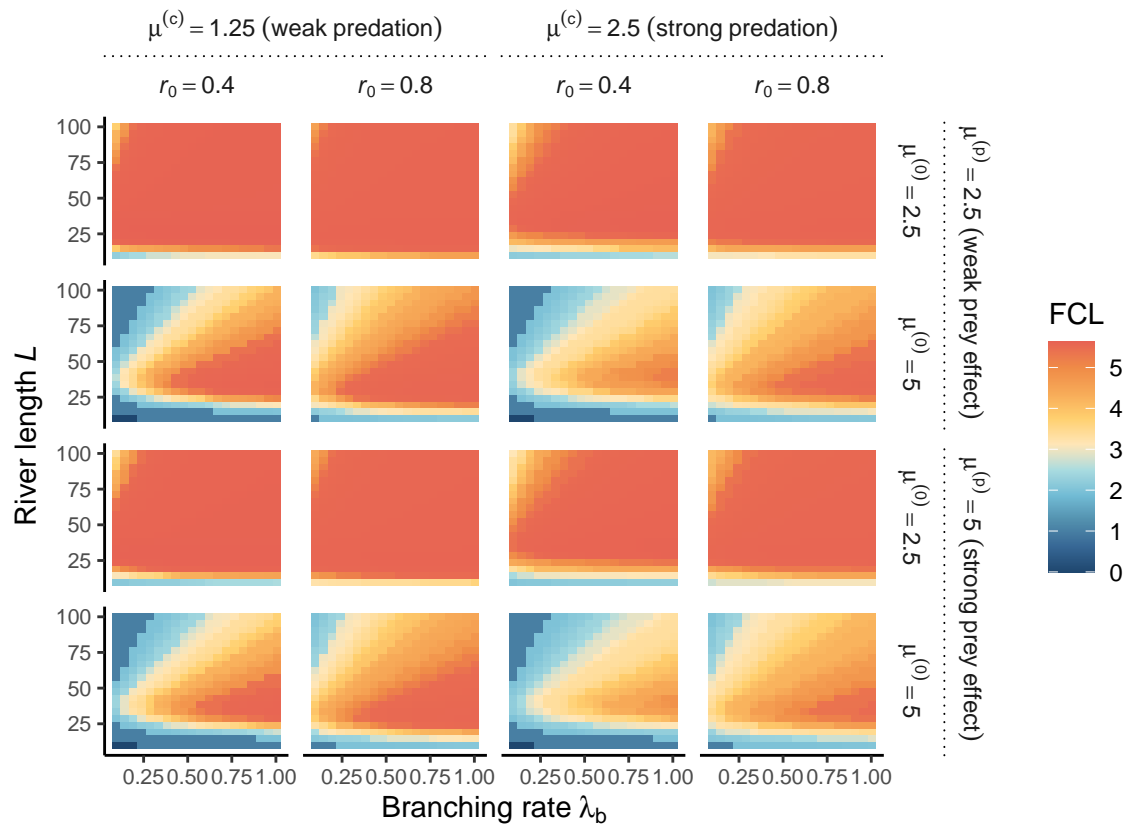 μ(c) = 1.25 (weak predation) μ(c) = 2.5 (strong predation)
r0 = 0.4 r0 = 0.8 r0 = 0.4 r0 = 0.8
100
75
50
25
μ(0) = 2.5
100
75
50
25
μ(0) = 5
μ(p) = 2.5 (weak prey effect)
100
75
50
25
μ(0) = 2.5
100
75
50
25
μ(0) = 5
μ(p) = 5 (strong prey effect)
River length L
0.25 0.50 0.75 1.00 0.25 0.50 0.75 1.00 0.25 0.50 0.75 1.00 0.25 0.50 0.75 1.00
Branching rate λb
FCL
5
4
3
2
1
0